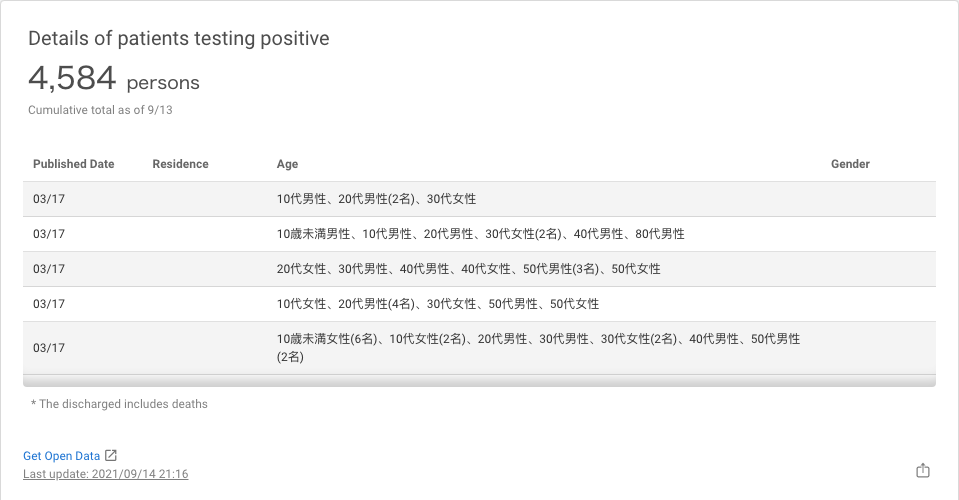 Details of patients testing positive
4,584 persons
Cumulative total as of 9/13
Published Date Residence Age Gender
03/17 10代男性、20代男性(2名)、30代女性
03/17 10歳未満男性、10代男性、20代男性、30代女性(2名)、40代男性、80代男性
03/17 20代女性、30代男性、40代男性、40代女性、50代男性(3名)、50代女性
03/17 10代女性、20代男性(4名)、30代女性、50代男性、50代女性
03/17 10歳未満女性(6名)、10代女性(2名)、20代男性、30代男性、30代女性(2名)、40代男性、50代男性
(2名)
* The discharged includes deaths
Get Open Data
Last update: 2021/09/14 21:16